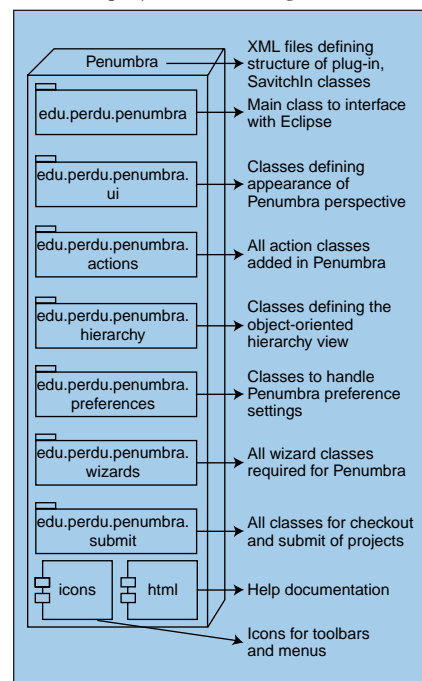 Penumbra
XML files defining
structure of plug-in,
SavitchIn classes
edu.perdu.penumbra
Main class to interface
with Eclipse
edu.perdu.penumbra.
ui
Classes defining
appearance of
Penumbra perspective
edu.perdu.penumbra.
actions
All action classes
added in Penumbra
edu.perdu.penumbra.
hierarchy
Classes defining the
object-oriented
hierarchy view
edu.perdu.penumbra.
preferences
Classes to handle
Penumbra preference
settings
edu.perdu.penumbra.
wizards
All wizard classes
required for Penumbra
edu.perdu.penumbra.
submit
All classes for checkout
and submit of projects
icons
html
Help documentation
Icons for toolbars
and menus